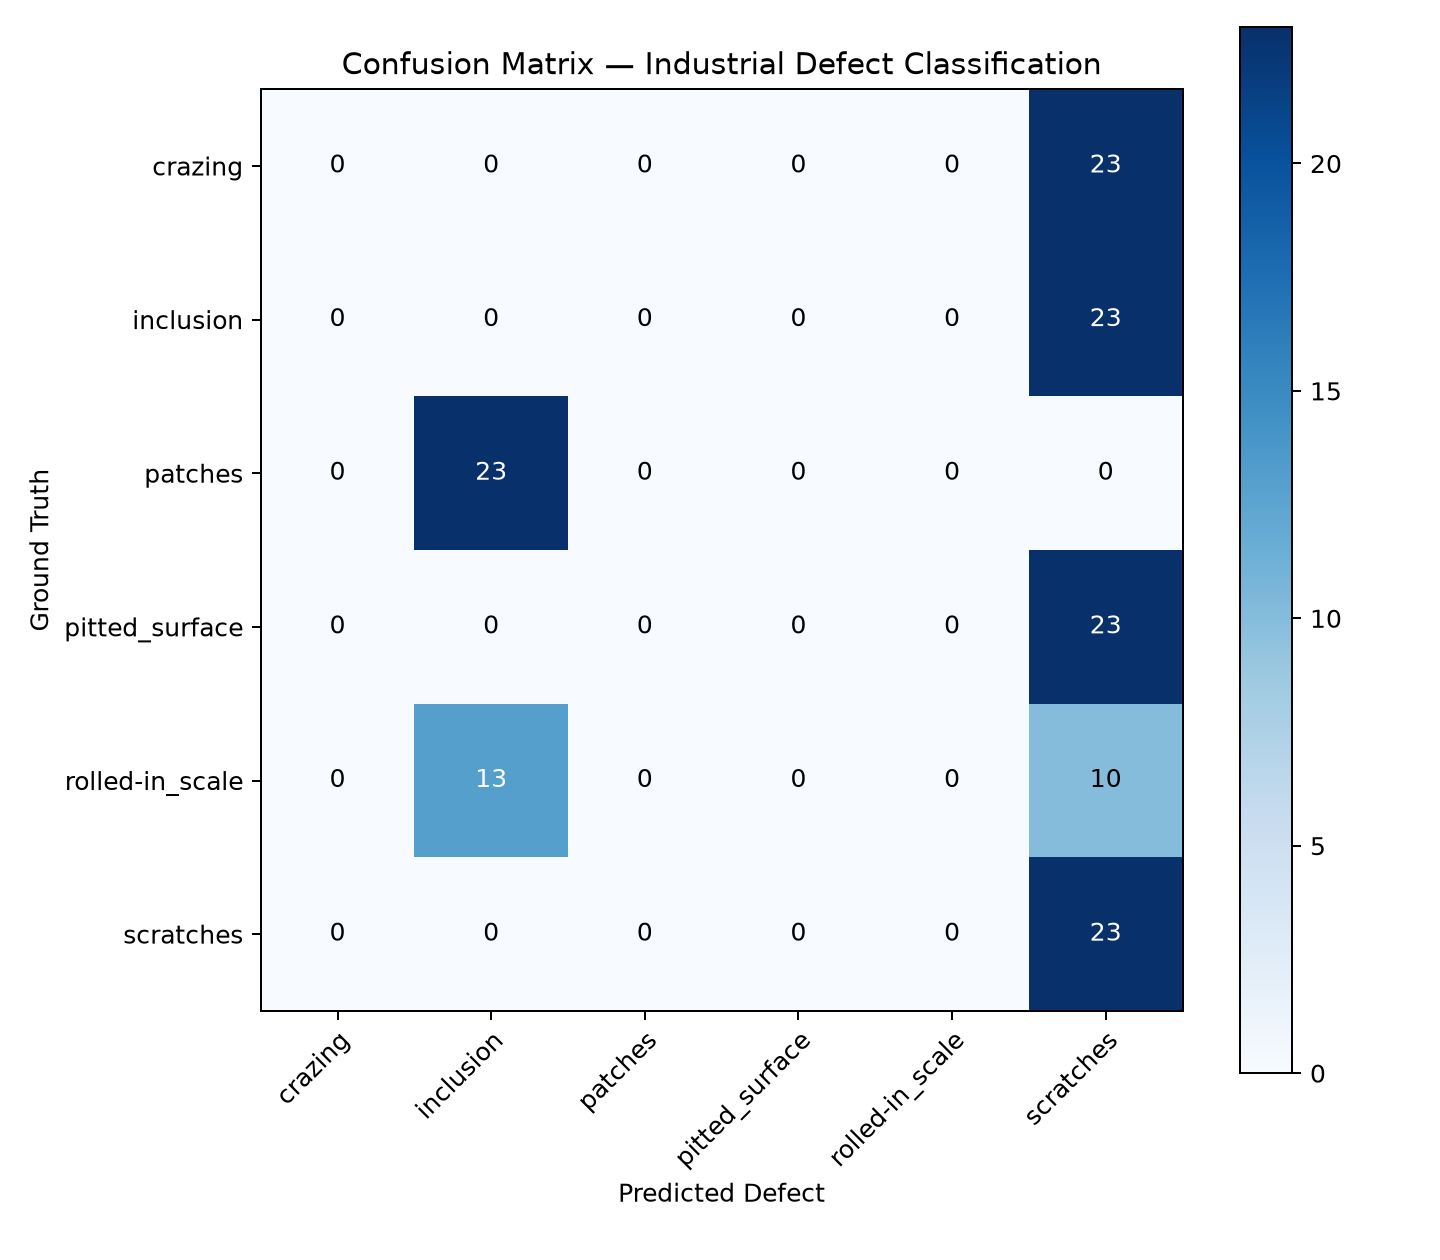 Confusion Matrix — Industrial Defect Classification
Ground Truth
crazing 0 0 0 0 0 23
inclusion 0 0 0 0 0 23
patches 0 23 0 0 0 0
pitted_surface 0 0 0 0 0 23
rolled-in_scale 0 13 0 0 0 10
scratches 0 0 0 0 0 23
crazing inclusion patches pitted_surface rolled-in_scale scratches
Predicted Defect
20
15
10
5
0